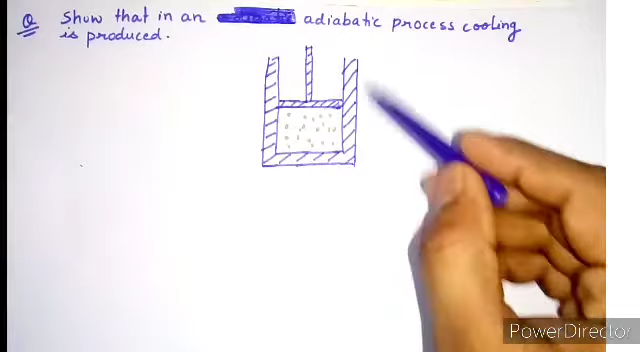 Q Show that in an adiabatic process cooling
is produced.
PowerDirector